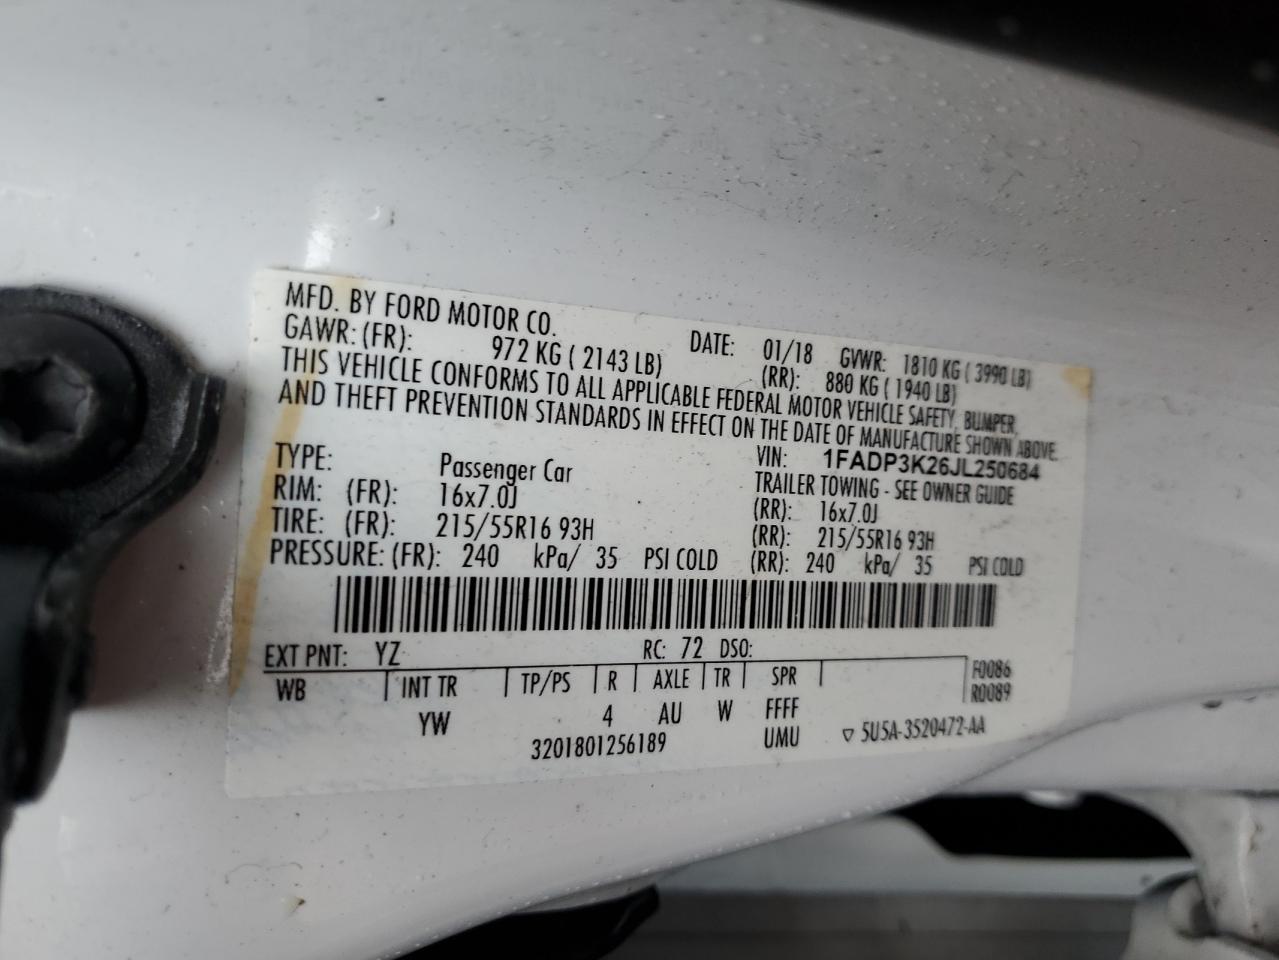 MFD. BY FORD MOTOR CO.
DATE: 01/18 GVWR: 1810 KG ( 3990 LB)
GAWR: (FR): 972 KG ( 2143 LB) (RR): 880 KG ( 1940 LB)
THIS VEHICLE CONFORMS TO ALL APPLICABLE FEDERAL MOTOR VEHICLE SAFETY, BUMPER,
AND THEFT PREVENTION STANDARDS IN EFFECT ON THE DATE OF MANUFACTURE SHOWN ABOVE.
VIN: 1FADP3K26JL250684
TYPE: Passenger Car TRAILER TOWING - SEE OWNER GUIDE
RIM: (FR): 16x7.0J (RR): 16x7.0J
TIRE: (FR): 215/55R16 93H (RR): 215/55R16 93H
PRESSURE: (FR): 240 kPa/ 35 PSI COLD (RR): 240 kPa/ 35 PSI COLD
EXT PNT: YZ RC: 72 DSO:
WB INT TR TP/PS R AXLE TR SPR F0086
R0089
YW 4 AU W FFFF
3201801256189 UMU ▽ 5U5A-3520472-AA